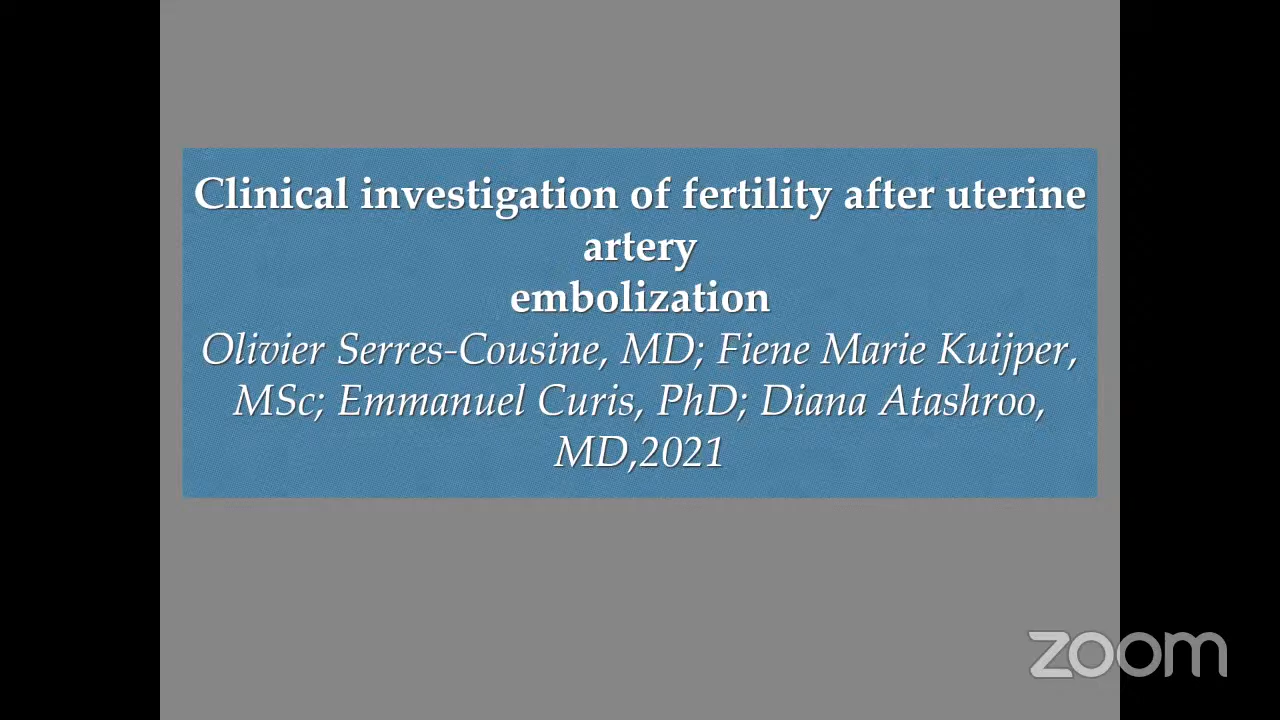 Clinical investigation of fertility after uterine
artery
embolization
Olivier Serres-Cousine, MD; Fiene Marie Kuijper,
MSc; Emmanuel Curis, PhD; Diana Atashroo,
MD,2021
zoom